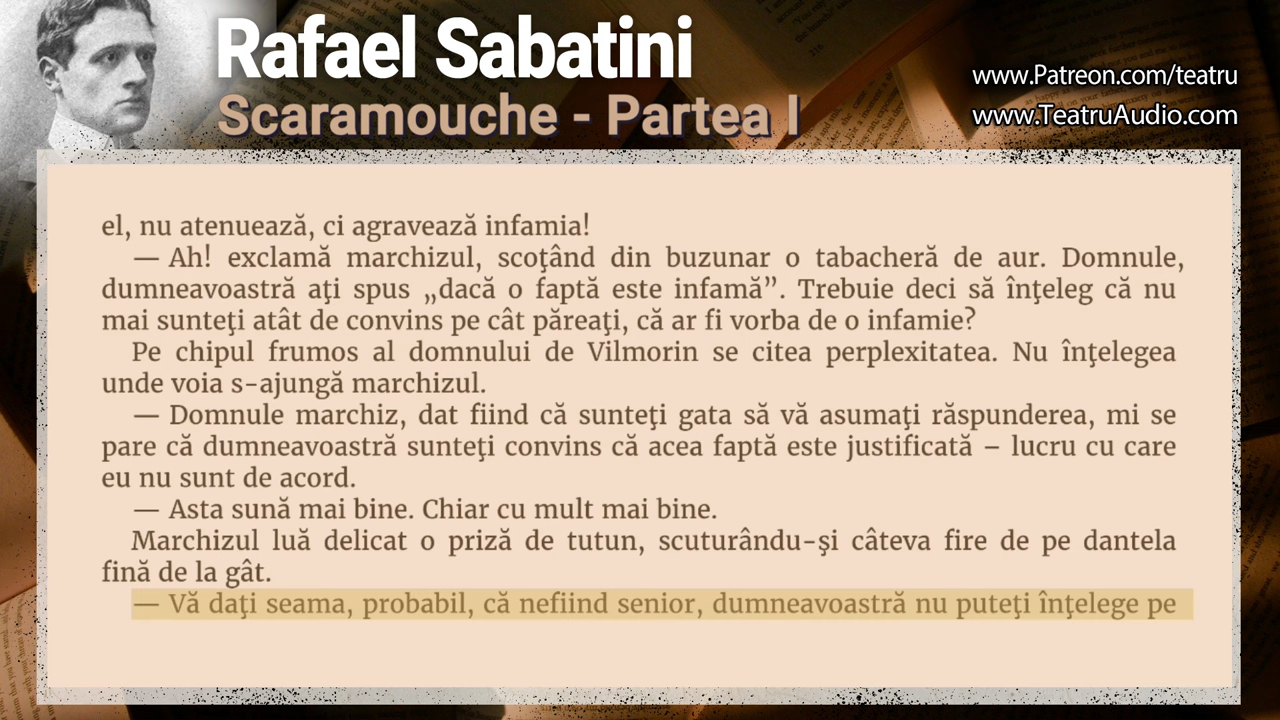 Rafael Sabatini
Scaramouche - Partea I
www.Patreon.com/teatru
www.TeatruAudio.com
el, nu atenuează, ci agravează infamia!
— Ah! exclamă marchizul, scoţând din buzunar o tabacheră de aur. Domnule,
dumneavoastră aţi spus „dacă o faptă este infamă”. Trebuie deci să înţeleg că nu
mai sunteţi atât de convins pe cât păreaţi, că ar fi vorba de o infamie?
Pe chipul frumos al domnului de Vilmorin se citea perplexitatea. Nu înţelegea
unde voia s-ajungă marchizul.
— Domnule marchiz, dat fiind că sunteţi gata să vă asumaţi răspunderea, mi se
pare că dumneavoastră sunteţi convins că acea faptă este justificată – lucru cu care
eu nu sunt de acord.
— Asta sună mai bine. Chiar cu mult mai bine.
Marchizul luă delicat o priză de tutun, scuturându-şi câteva fire de pe dantela
fină de la gât.
— Vă daţi seama, probabil, că nefiind senior, dumneavoastră nu puteţi înţelege pe